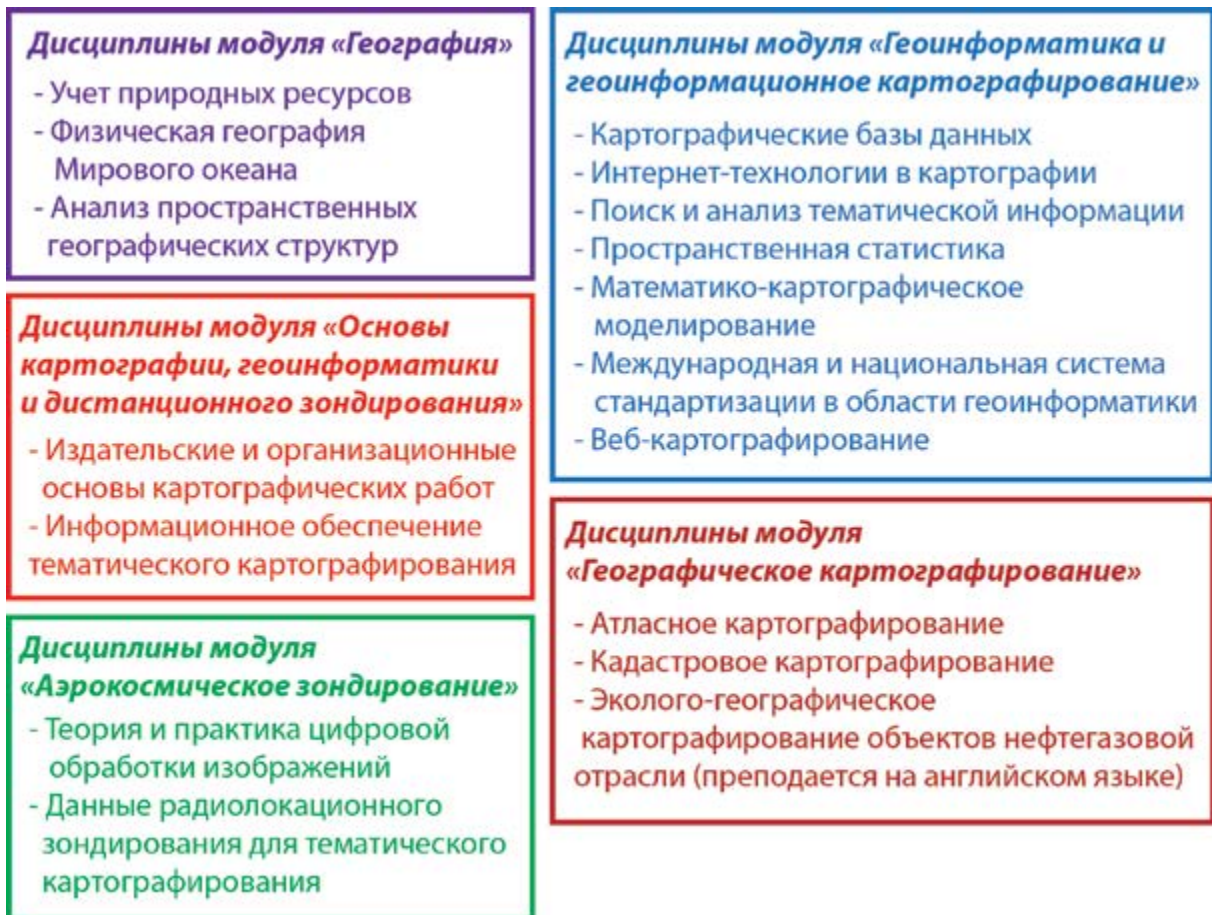 Дисциплины модуля «География»
- Учет природных ресурсов
- Физическая география
Мирового океана
- Анализ пространственных
географических структур
Дисциплины модуля «Основы
картографии, геоинформатики
и дистанционного зондирования»
- Издательские и организационные
основы картографических работ
- Информационное обеспечение
тематического картографирования
Дисциплины модуля
«Аэрокосмическое зондирование»
- Теория и практика цифровой
обработки изображений
- Данные радиолокационного
зондирования для тематического
картографирования
Дисциплины модуля «Геоинформатика и
геоинформационное картографирование»
- Картографические базы данных
- Интернет-технологии в картографии
- Поиск и анализ тематической информации
- Пространственная статистика
- Математико-картографическое
моделирование
- Международная и национальная система
стандартизации в области геоинформатики
- Веб-картографирование
Дисциплины модуля
«Географическое картографирование»
- Атласное картографирование
- Кадастровое картографирование
- Эколого-географическое
картографирование объектов нефтегазовой
отрасли (преподается на английском языке)